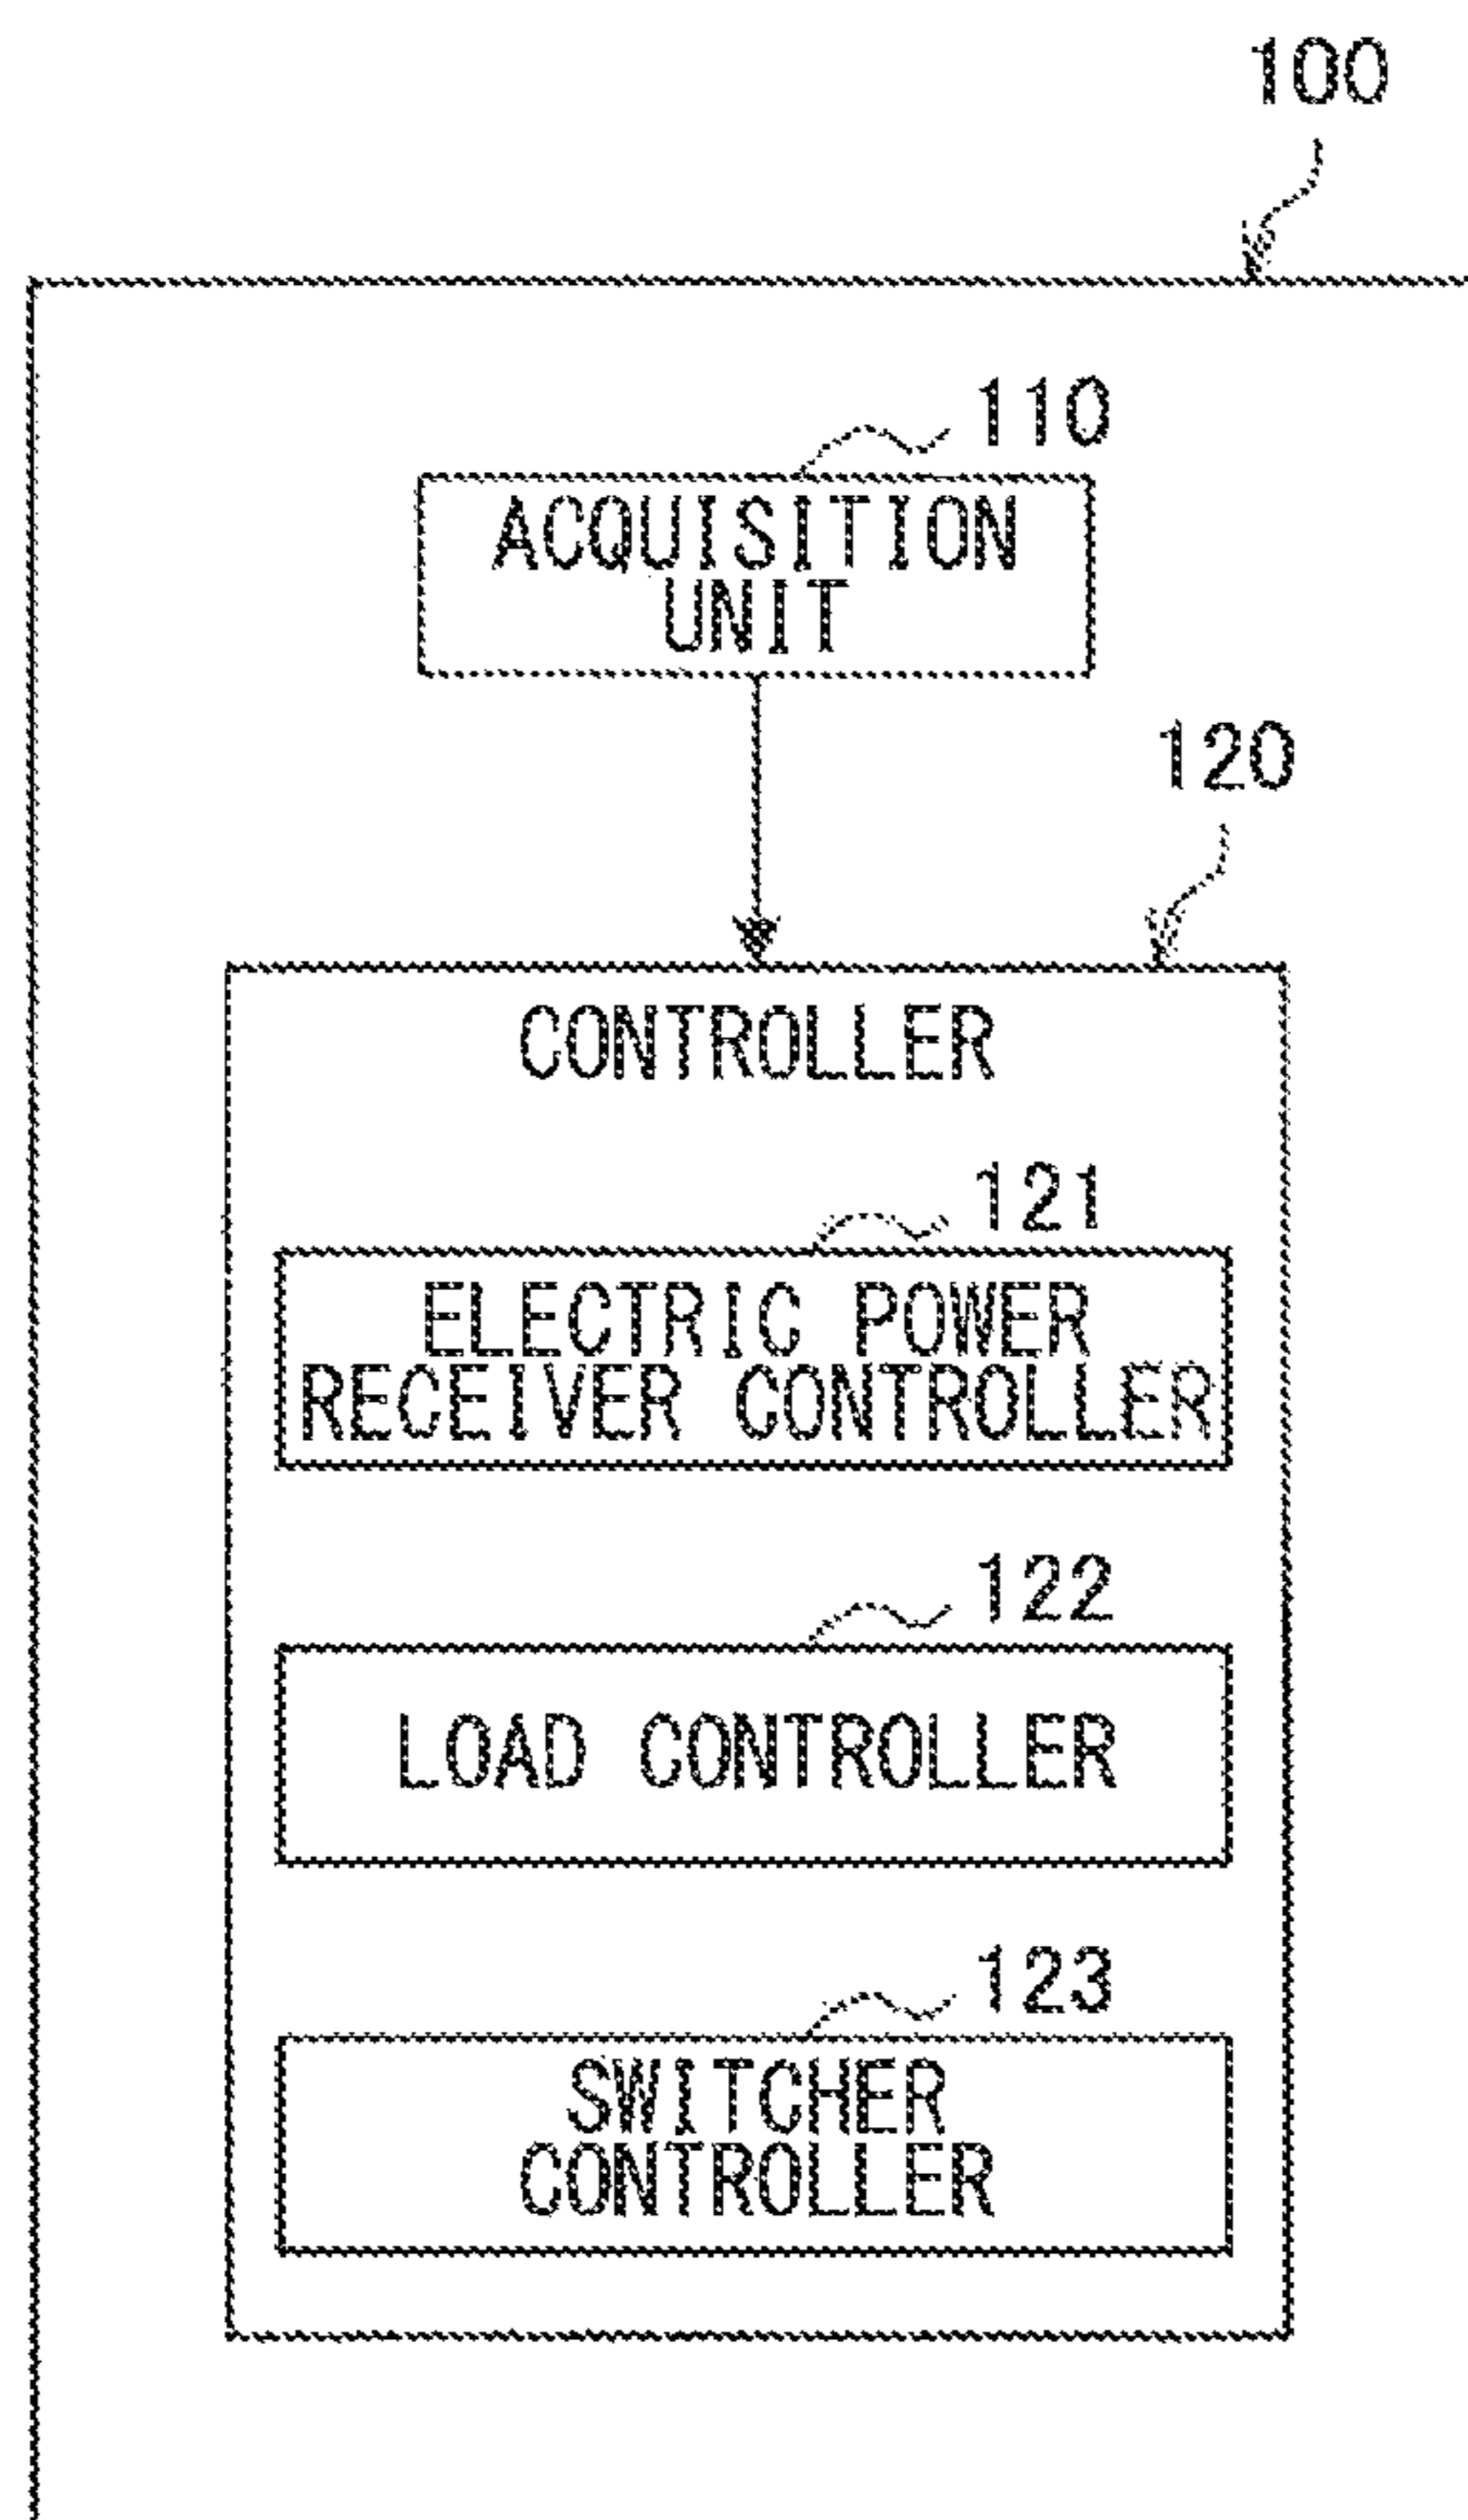 100
110
ACQUISITION
UNIT
120
CONTROLLER
121
ELECTRIC POWER
RECEIVER CONTROLLER
122
LOAD CONTROLLER
123
SWITCHER
CONTROLLER